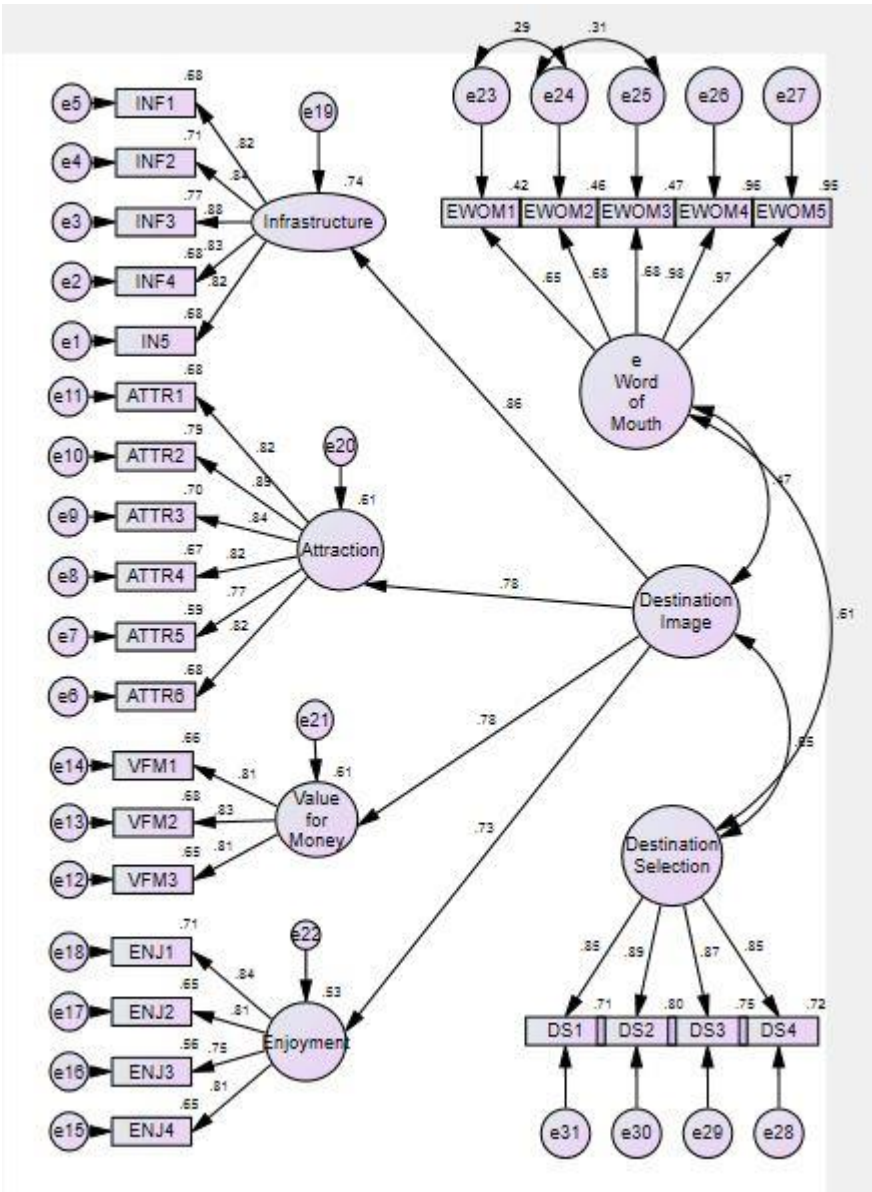 .29
.31
e23
e24
e25
e26
e27
.42
.46
.47
.96
.95
EWOM1
EWOM2
EWOM3
EWOM4
EWOM5
.65
.68
.68
.98
.97
e
Word
of
Mouth
e5
INF1
.68
e4
INF2
.71
e3
INF3
.77
e2
INF4
.68
e1
IN5
.68
.82
.84
.88
.83
.82
e19
.74
Infrastructure
.86
e11
ATTR1
.68
e10
ATTR2
.79
e9
ATTR3
.70
e8
ATTR4
.67
e7
ATTR5
.59
e6
ATTR6
.68
.82
.89
.84
.82
.77
.82
e20
.61
Attraction
.78
Destination
Image
.47
.61
.65
e14
VFM1
.66
e13
VFM2
.68
e12
VFM3
.65
.81
.83
.81
e21
.61
Value
for
Money
.78
.73
e18
ENJ1
.71
e17
ENJ2
.65
e16
ENJ3
.56
e15
ENJ4
.65
.84
.81
.75
.81
e22
.53
Enjoyment
Destination
Selection
.85
.89
.87
.85
DS1
.71
DS2
.80
DS3
.75
DS4
.72
e31
e30
e29
e28